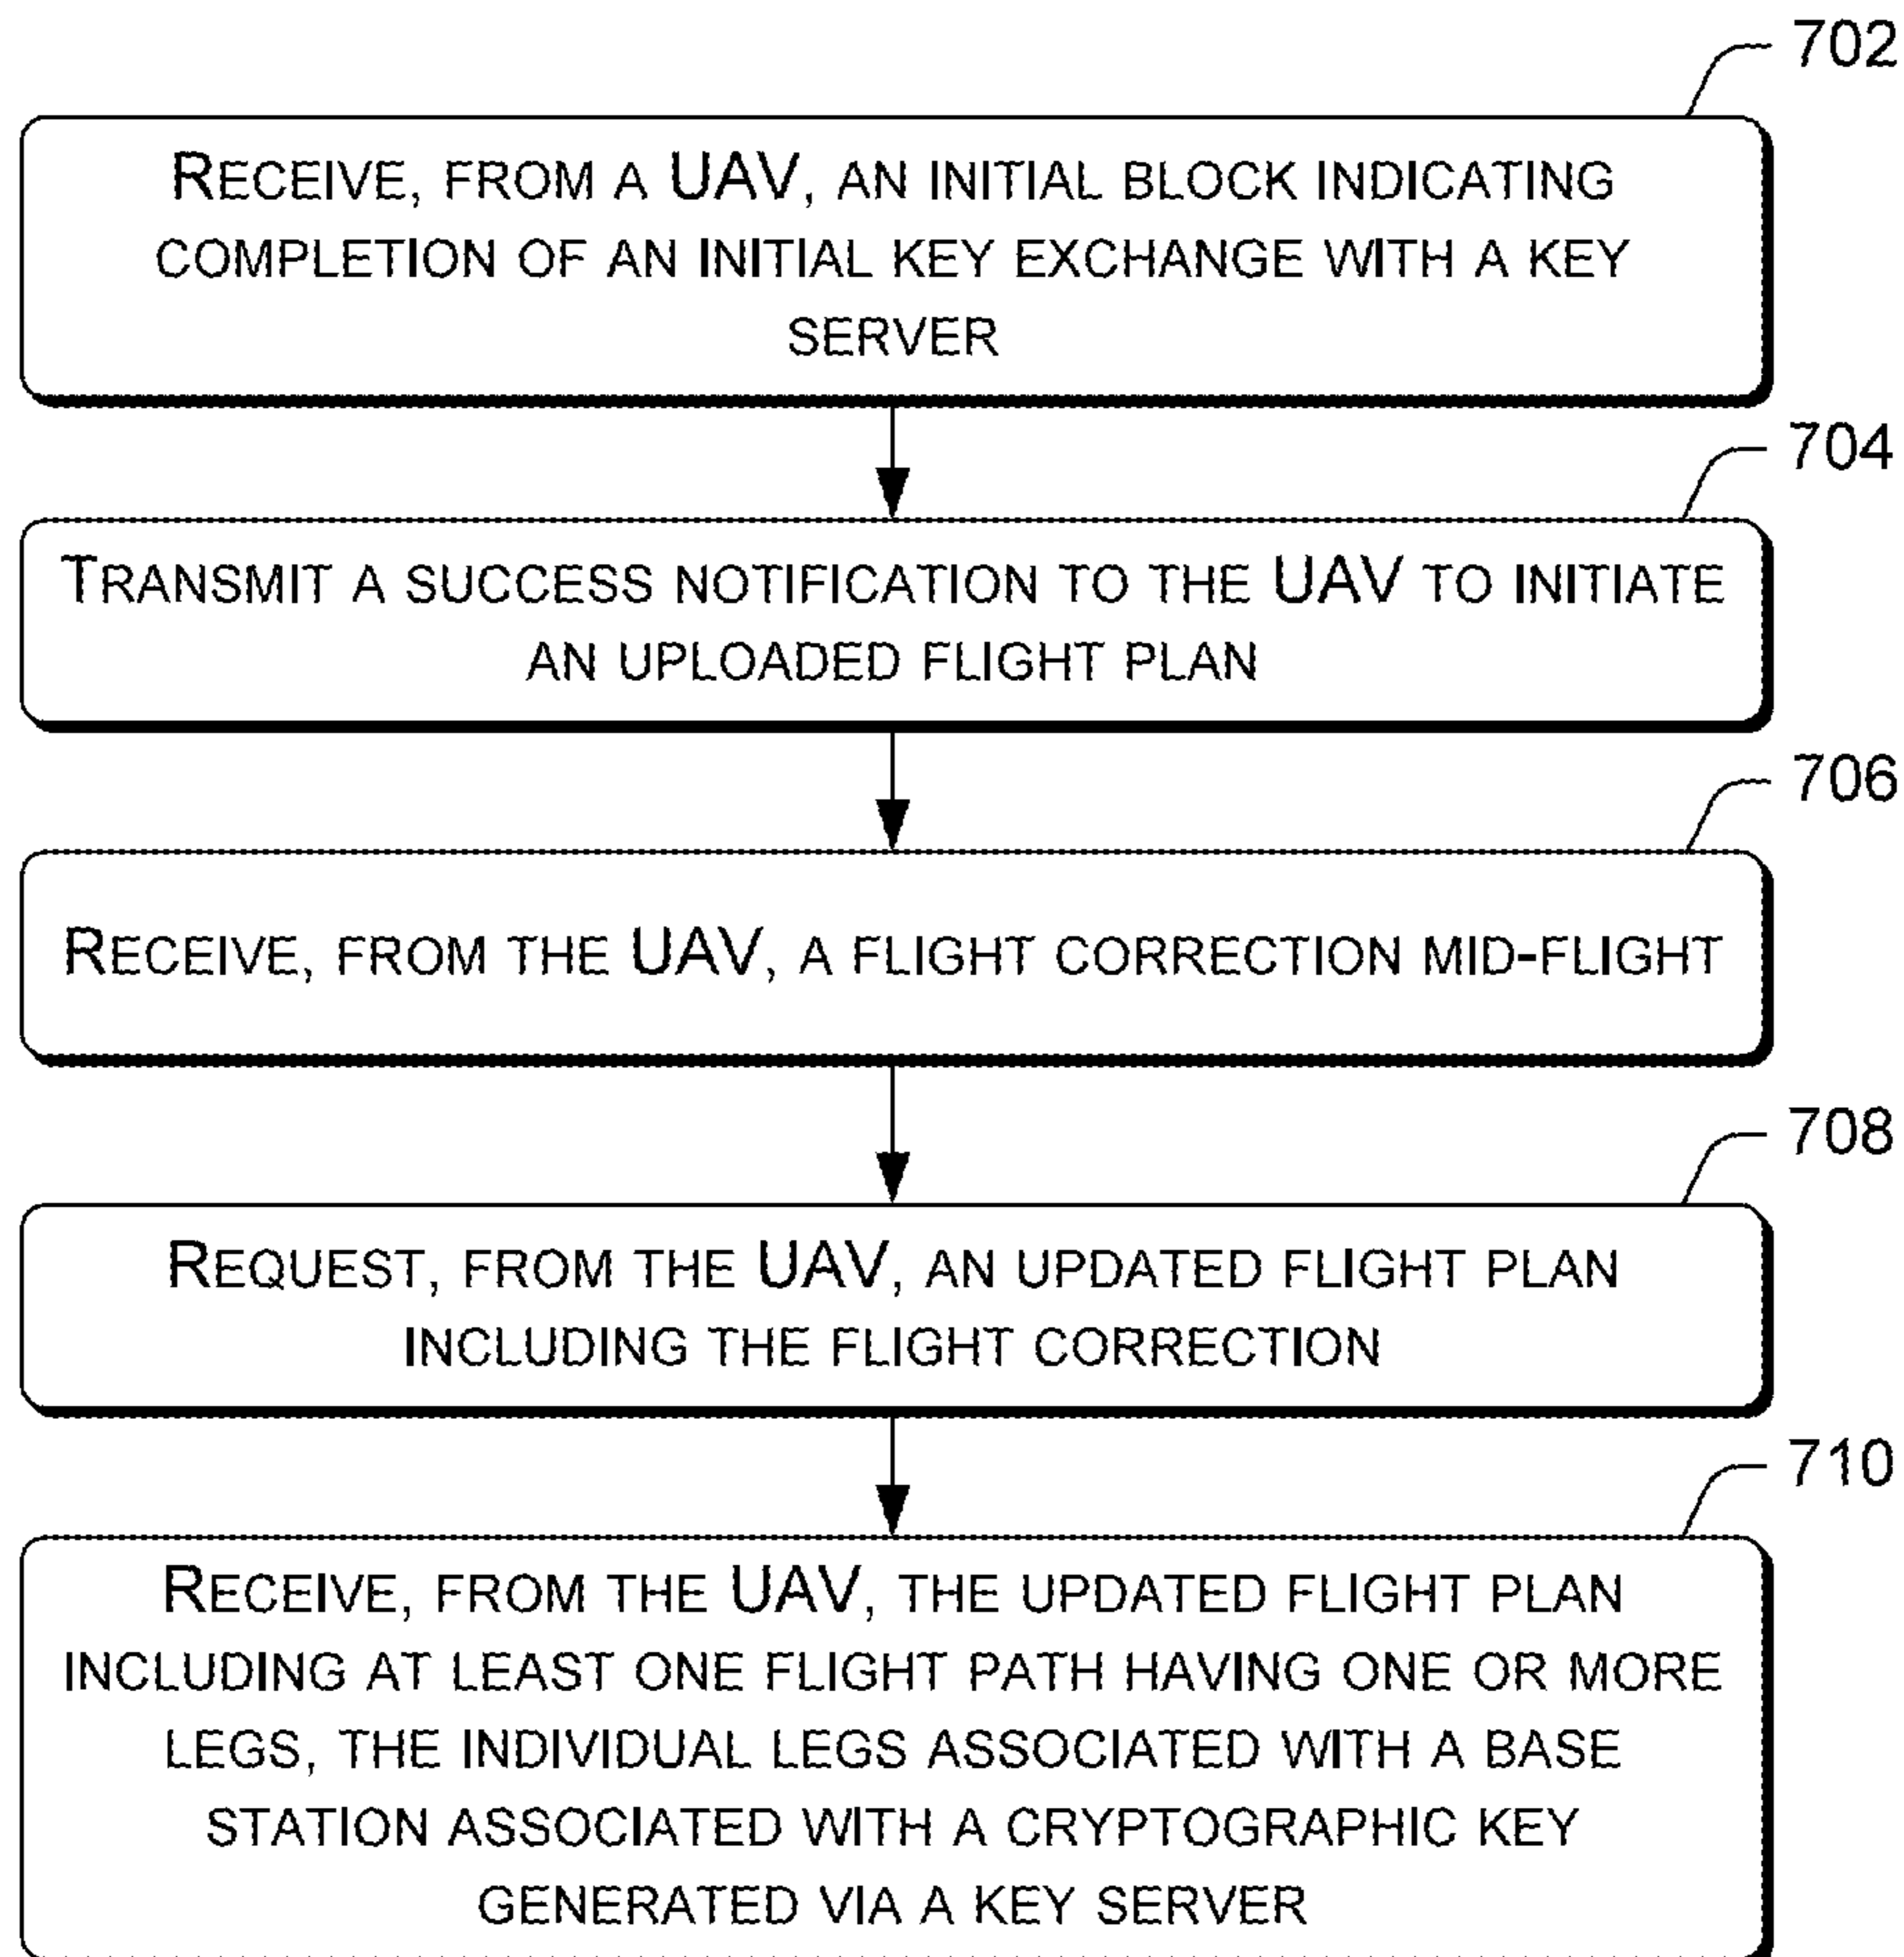 702
RECEIVE, FROM A UAV, AN INITIAL BLOCK INDICATING
COMPLETION OF AN INITIAL KEY EXCHANGE WITH A KEY
SERVER
704
TRANSMIT A SUCCESS NOTIFICATION TO THE UAV TO INITIATE
AN UPLOADED FLIGHT PLAN
706
RECEIVE, FROM THE UAV, A FLIGHT CORRECTION MID-FLIGHT
708
REQUEST, FROM THE UAV, AN UPDATED FLIGHT PLAN
INCLUDING THE FLIGHT CORRECTION
710
RECEIVE, FROM THE UAV, THE UPDATED FLIGHT PLAN
INCLUDING AT LEAST ONE FLIGHT PATH HAVING ONE OR MORE
LEGS, THE INDIVIDUAL LEGS ASSOCIATED WITH A BASE
STATION ASSOCIATED WITH A CRYPTOGRAPHIC KEY
GENERATED VIA A KEY SERVER